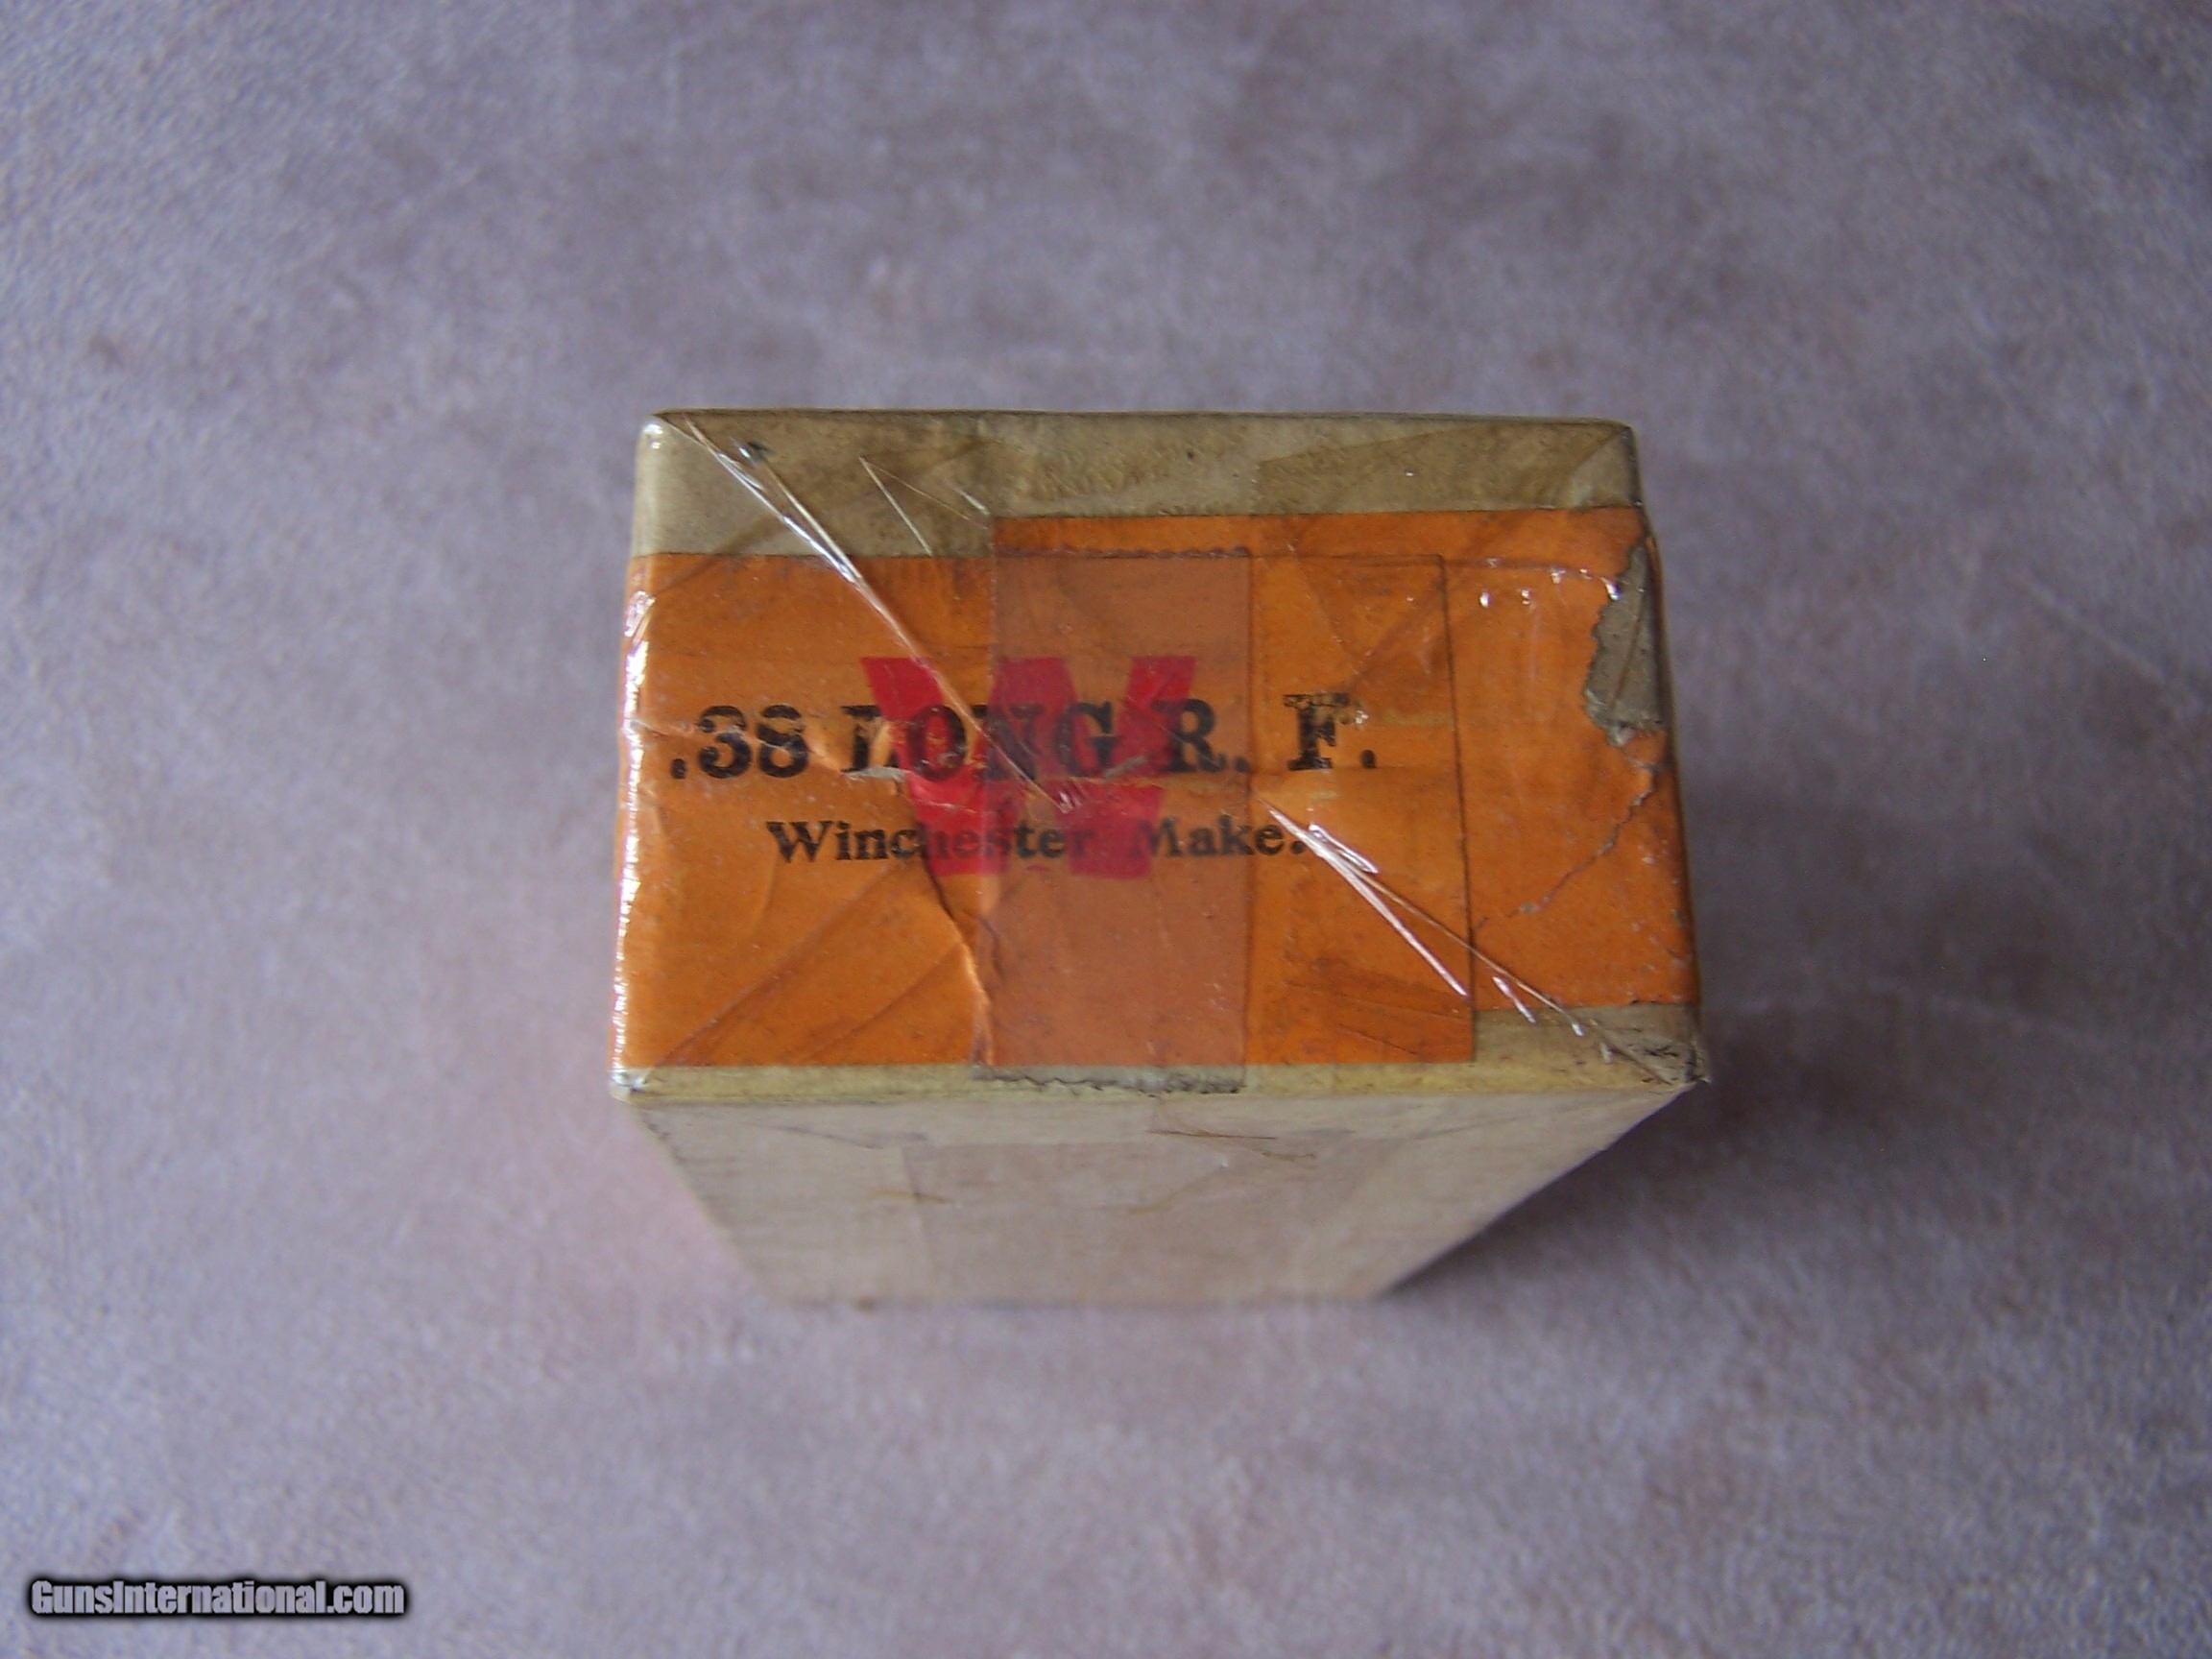 W
.38 LONG R. F.
Winchester Make.
GunsInternational.com